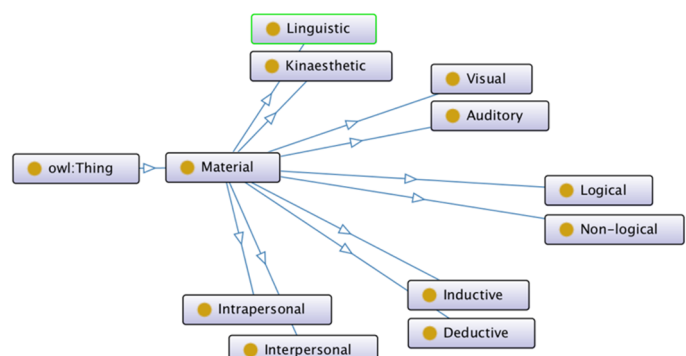 Linguistic
Kinaesthetic
Visual
Auditory
owl:Thing
Material
Logical
Non-logical
Inductive
Intrapersonal
Deductive
Interpersonal